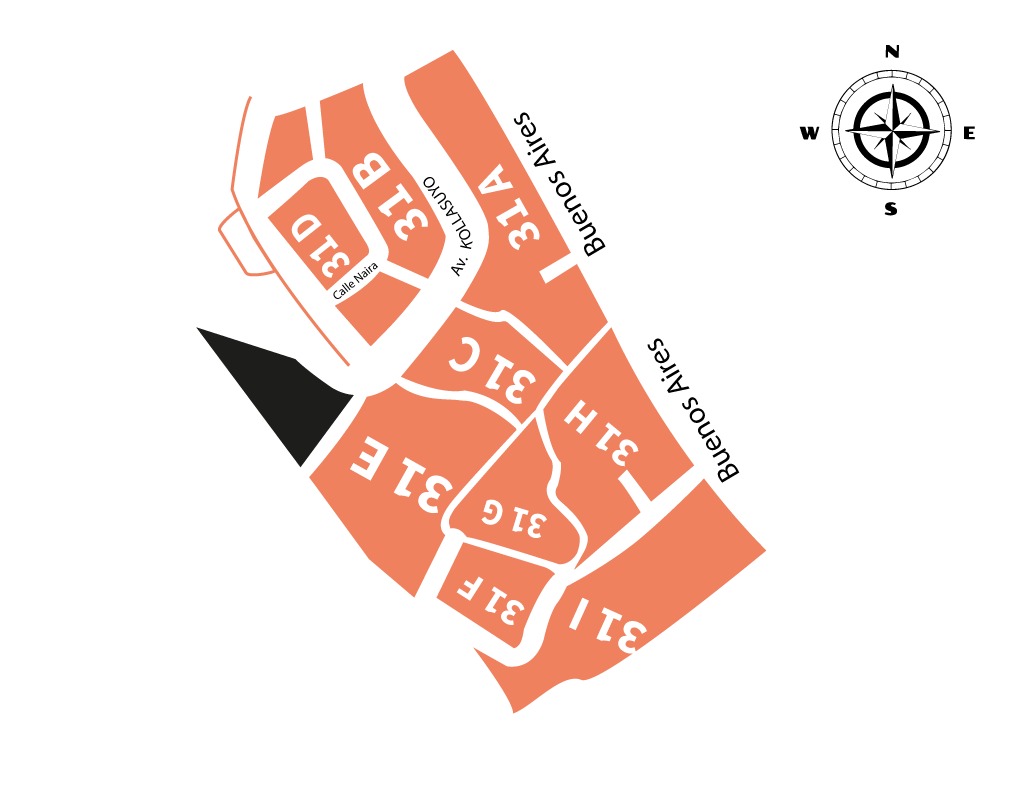 N
W
E
S
Buenos Aires
31 A
31 B
Av. KOLLASUYO
31 D
Calle Naira
Buenos Aires
31 C
31 H
31 E
31 G
31 F
31 I